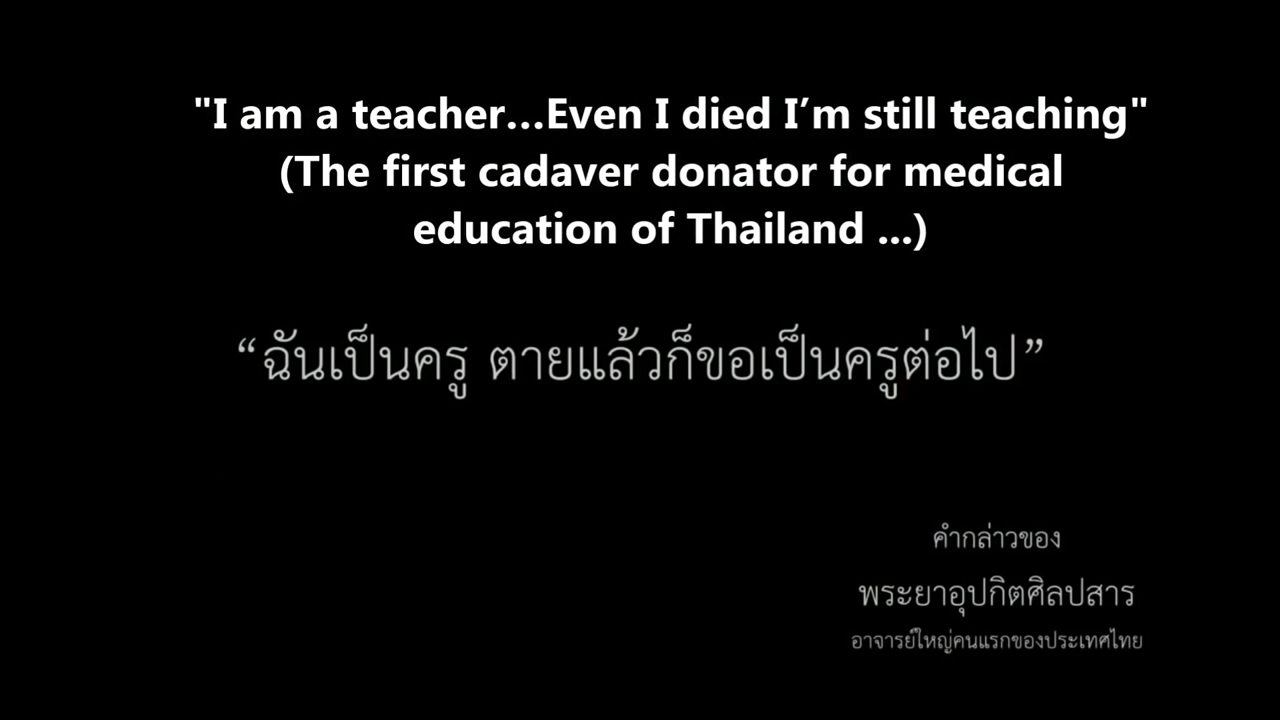 "I am a teacher...Even I died I’m still teaching"
(The first cadaver donator for medical
education of Thailand ...)
“ฉันเป็นครู ตายแล้วก็ขอเป็นครูต่อไป”
คำกล่าวของ
พระยาอุปกิตศิลปสาร
อาจารย์ใหญ่คนแรกของประเทศไทย